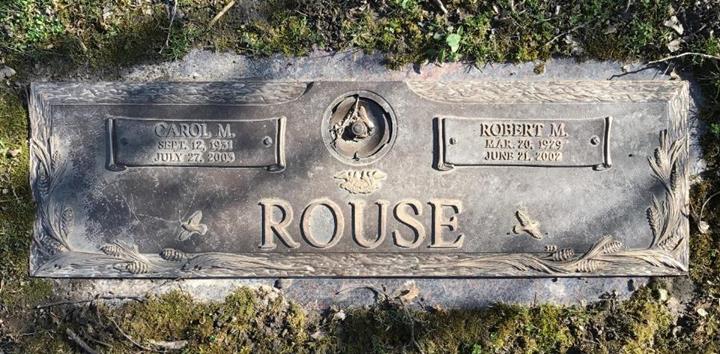 CAROL M.
SEPT. 12, 1931
JULY 27, 2003
ROBERT M.
MAR. 20, 1929
JUNE 21, 2002
ROUSE